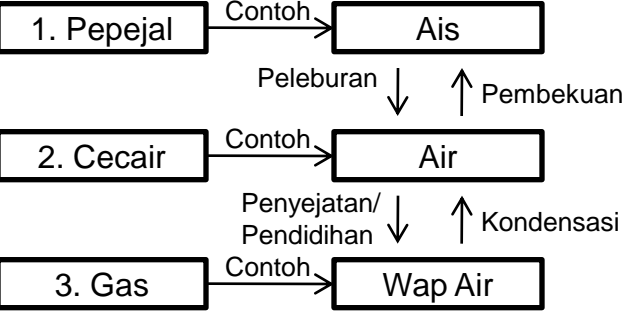 1. Pepejal
Contoh
Ais
Peleburan
Pembekuan
2. Cecair
Contoh
Air
Penyejatan/
Pendidihan
Kondensasi
3. Gas
Contoh
Wap Air